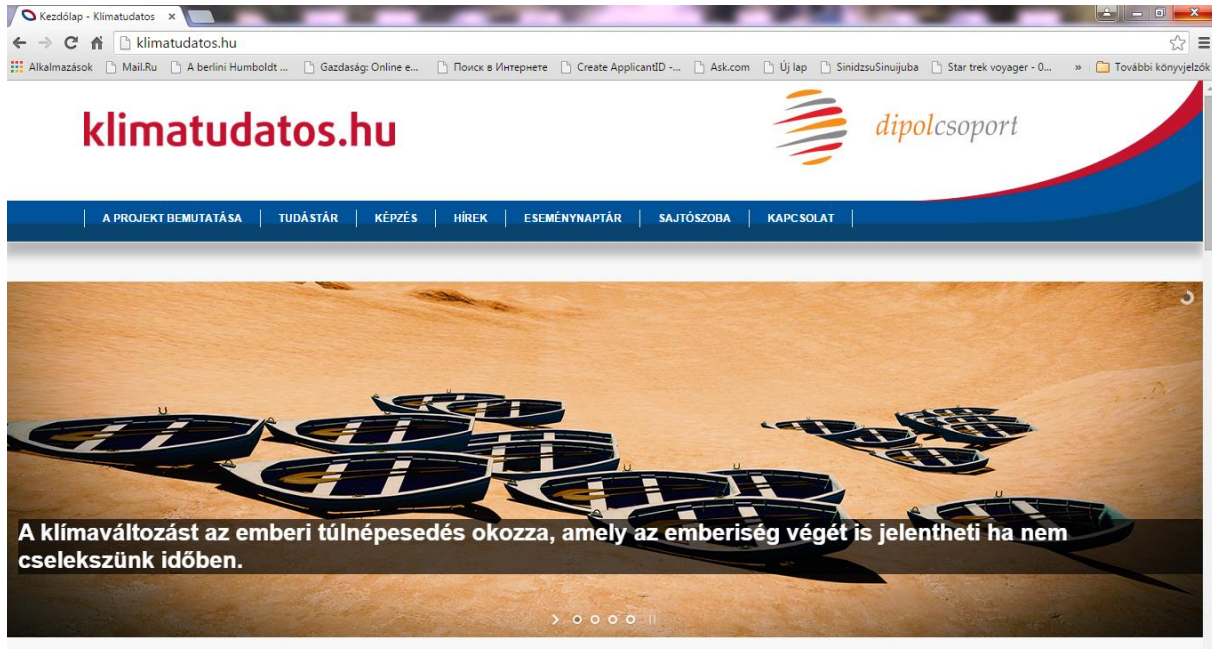 Kezdőlap - Klímatudatos
klimatudatos.hu
Alkalmazások Mail.Ru A berlini Humboldt ... Gazdaság: Online e... Поиск в Интернете Create ApplicantID -... Ask.com Új lap SinidzsuSinuijuba Star trek voyager - 0... » További könyvjelzők
klimatudatos.hu
dipolcsoport
A PROJEKT BEMUTATÁSA TUDÁSTÁR KÉPZÉS HÍREK ESEMÉNYNAPTÁR SAJTÓSZOBA KAPCSOLAT
A klímaváltozást az emberi túlnépesedés okozza, amely az emberiség végét is jelentheti ha nem
cselekszünk időben.